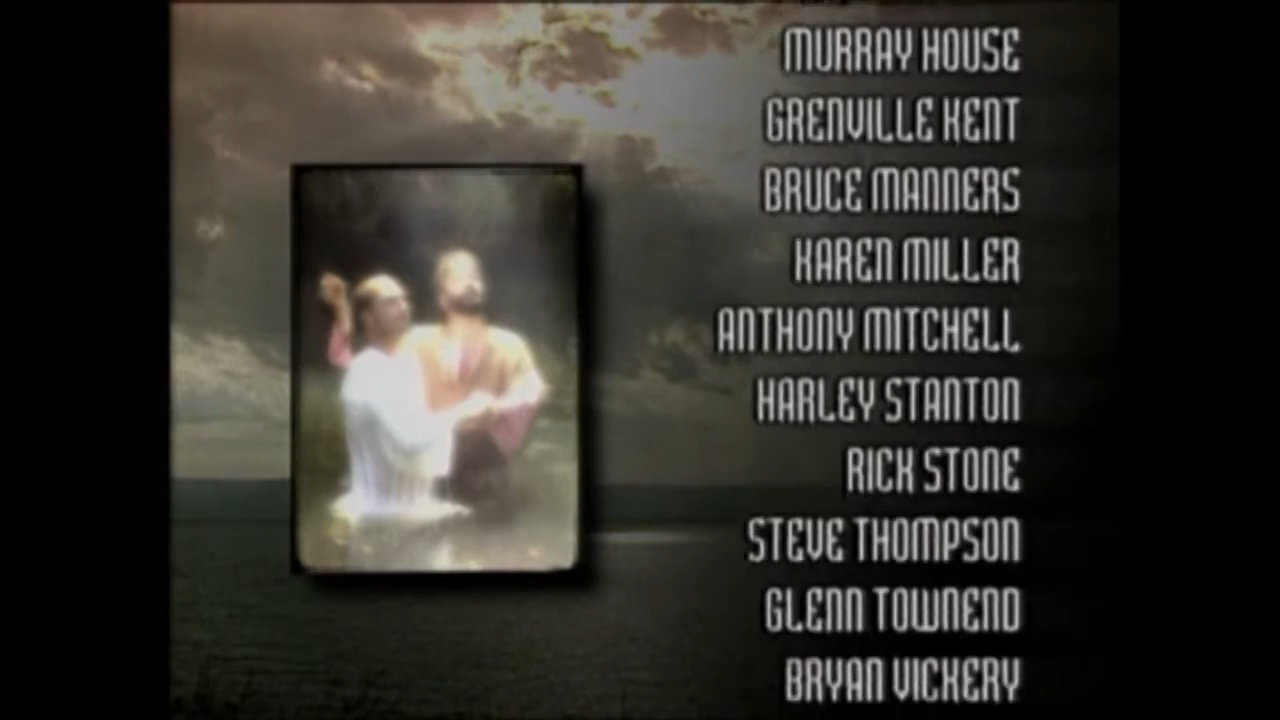 MURRAY HOUSE
GRENVILLE KENT
BRUCE MANNERS
KAREN MILLER
ANTHONY MITCHELL
HARLEY STANTON
RICK STONE
STEVE THOMPSON
GLENN TOWNEND
BRYAN VICKERY